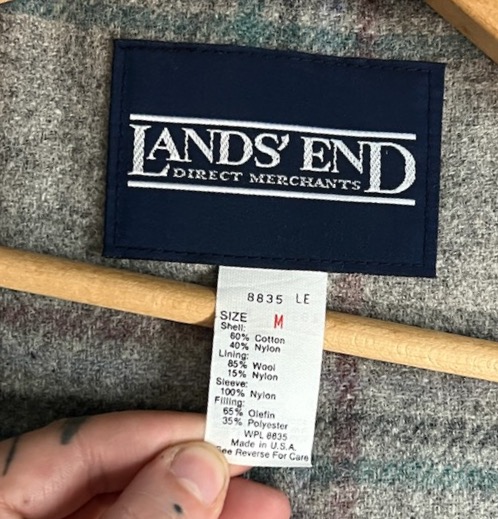 LANDS' END
DIRECT MERCHANTS
8835 LE
SIZE M
Shell:
60% Cotton
40% Nylon
Lining:
85% Wool
15% Nylon
Sleeve:
100% Nylon
Filling:
65% Olefin
35% Polyester
WPL 8835
Made in U.S.A.
See Reverse For Care